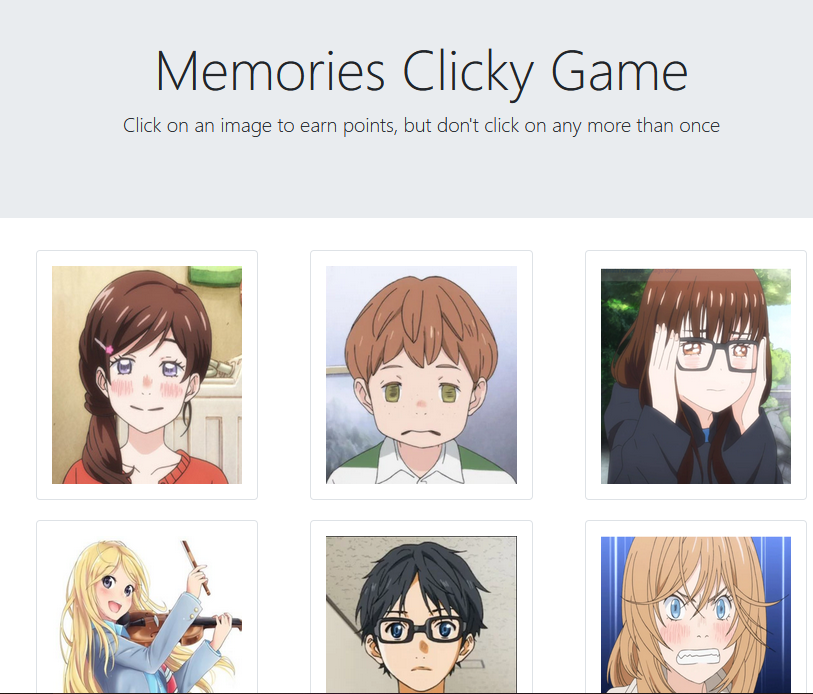 Memories Clicky Game
Click on an image to earn points, but don't click on any more than once